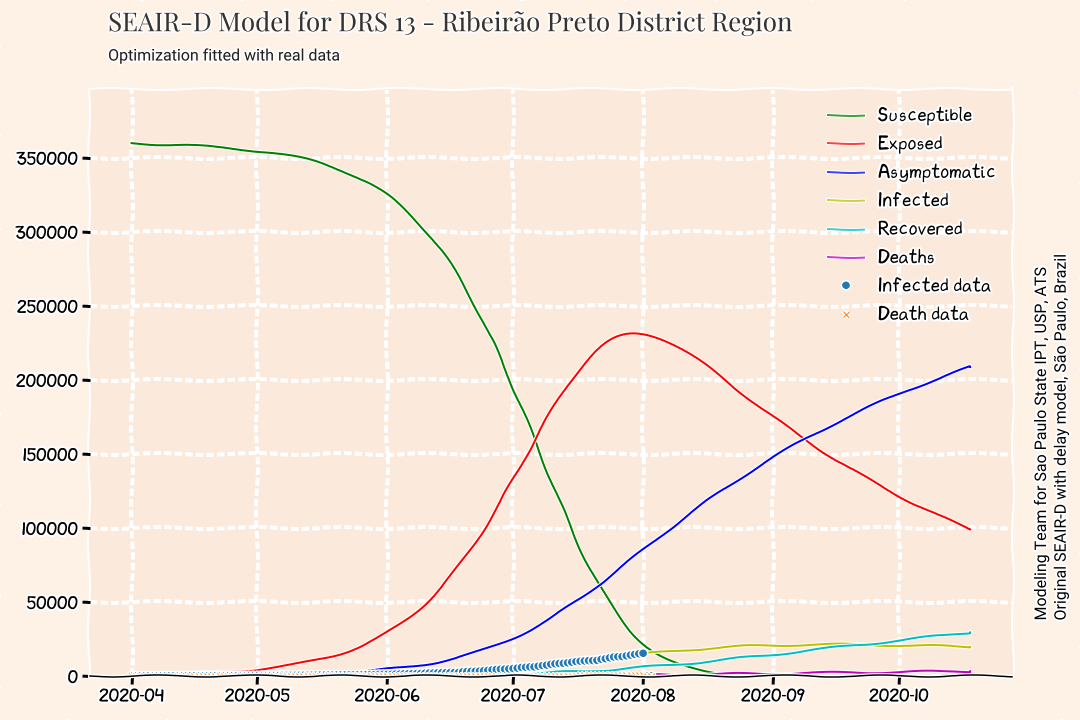 SEAIR-D Model for DRS 13 - Ribeirão Preto District Region
Optimization fitted with real data
Susceptible
Exposed
Asymptomatic
Infected
Recovered
Deaths
Infected data
Death data
350000
300000
250000
200000
150000
100000
50000
0
2020-04
2020-05
2020-06
2020-07
2020-08
2020-09
2020-10
Modeling Team for Sao Paulo State IPT, USP, ATS
Original SEAIR-D with delay model, São Paulo, Brazil